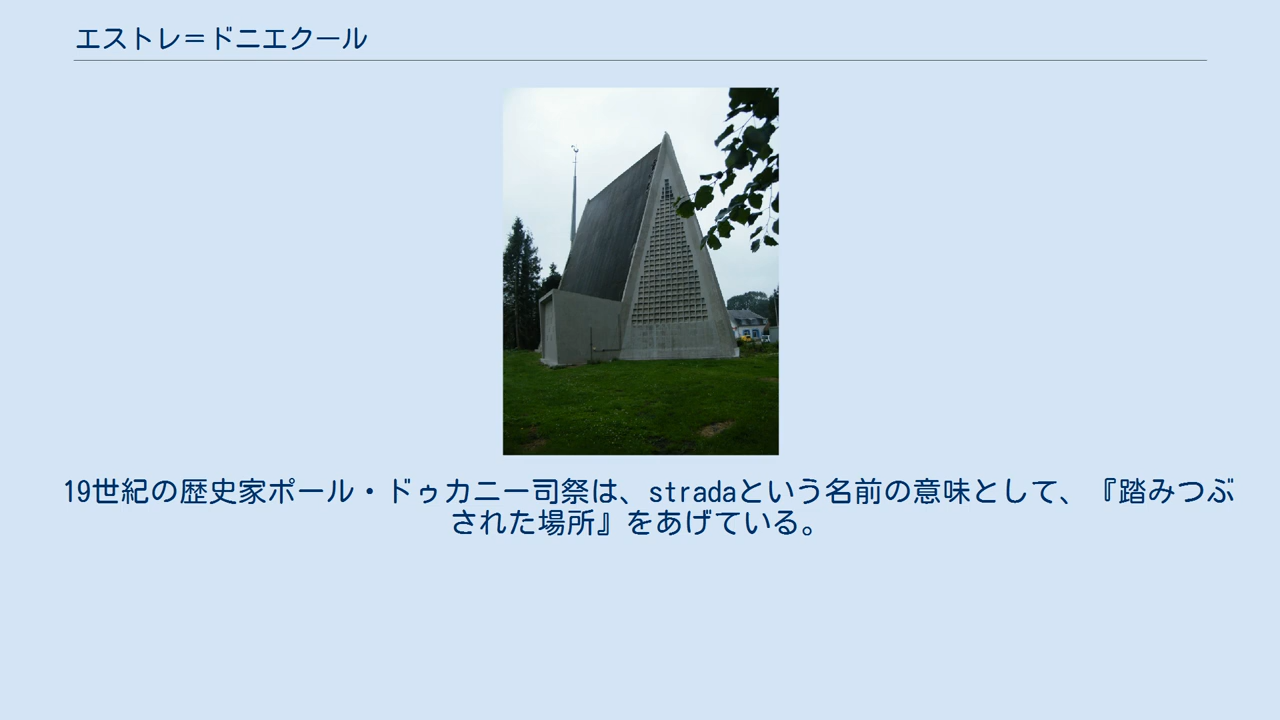 エストレ＝ドニエクール
19世紀の歴史家ポール・ドゥカニー司祭は、stradaという名前の意味として、『踏みつぶ
された場所』をあげている。